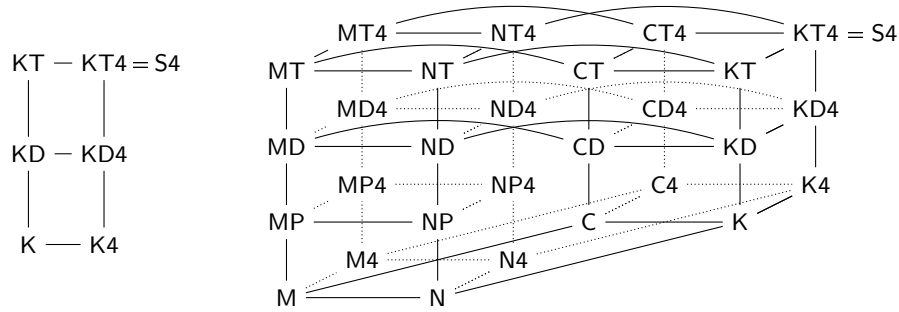 KT KT4 = S4
KD KD4
K K4
MT4 NT4 CT4 KT4 = S4
MT NT CT KT
MD4 ND4 CD4 KD4
MD ND CD KD
MP4 NP4 C4 K4
MP NP C K
M4 N4
M N